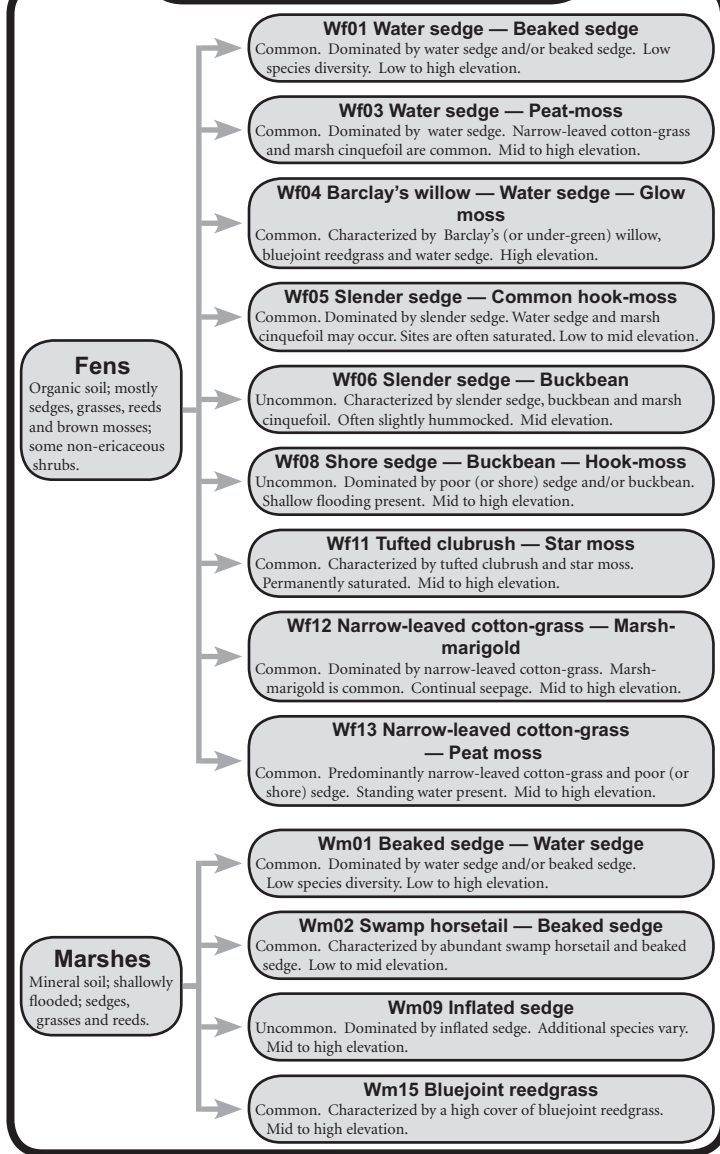 Wf01 Water sedge — Beaked sedge
Common. Dominated by water sedge and/or beaked sedge. Low
species diversity. Low to high elevation.
Wf03 Water sedge — Peat-moss
Common. Dominated by water sedge. Narrow-leaved cotton-grass
and marsh cinquefoil are common. Mid to high elevation.
Wf04 Barclay’s willow — Water sedge — Glow
moss
Common. Characterized by Barclay’s (or under-green) willow,
bluejoint reedgrass and water sedge. High elevation.
Wf05 Slender sedge — Common hook-moss
Common. Dominated by slender sedge. Water sedge and marsh
cinquefoil may occur. Sites are often saturated. Low to mid elevation.
Fens
Organic soil; mostly
sedges, grasses, reeds
and brown mosses;
some non-ericaceous
shrubs.
Wf06 Slender sedge — Buckbean
Uncommon. Characterized by slender sedge, buckbean and marsh
cinquefoil. Often slightly hummocked. Mid elevation.
Wf08 Shore sedge — Buckbean — Hook-moss
Uncommon. Dominated by poor (or shore) sedge and/or buckbean.
Shallow flooding present. Mid to high elevation.
Wf11 Tufted clubrush — Star moss
Common. Characterized by tufted clubrush and star moss.
Permanently saturated. Mid to high elevation.
Wf12 Narrow-leaved cotton-grass — Marsh-
marigold
Common. Dominated by narrow-leaved cotton-grass. Marsh-
marigold is common. Continual seepage. Mid to high elevation.
Wf13 Narrow-leaved cotton-grass
— Peat moss
Common. Predominantly narrow-leaved cotton-grass and poor (or
shore) sedge. Standing water present. Mid to high elevation.
Wm01 Beaked sedge — Water sedge
Common. Dominated by water sedge and/or beaked sedge.
Low species diversity. Low to high elevation.
Wm02 Swamp horsetail — Beaked sedge
Common. Characterized by abundant swamp horsetail and beaked
sedge. Low to mid elevation.
Marshes
Mineral soil; shallowly
flooded; sedges,
grasses and reeds.
Wm09 Inflated sedge
Uncommon. Dominated by inflated sedge. Additional species vary.
Mid to high elevation.
Wm15 Bluejoint reedgrass
Common. Characterized by a high cover of bluejoint reedgrass.
Mid to high elevation.